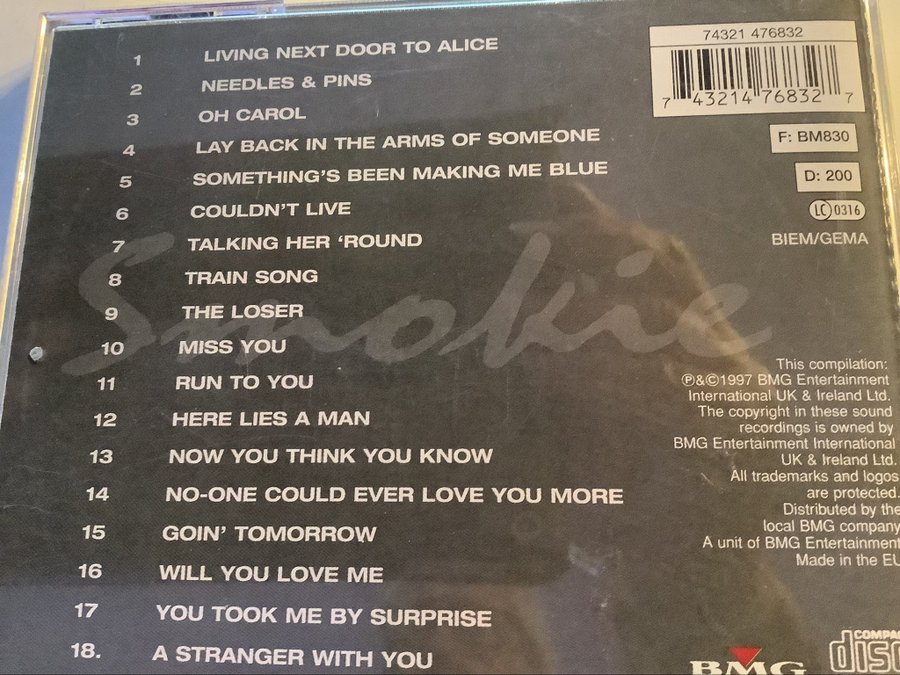 1 LIVING NEXT DOOR TO ALICE
2 NEEDLES & PINS
3 OH CAROL
4 LAY BACK IN THE ARMS OF SOMEONE
5 SOMETHING'S BEEN MAKING ME BLUE
6 COULDN'T LIVE
7 TALKING HER 'ROUND
8 TRAIN SONG
9 THE LOSER
10 MISS YOU
11 RUN TO YOU
12 HERE LIES A MAN
13 NOW YOU THINK YOU KNOW
14 NO-ONE COULD EVER LOVE YOU MORE
15 GOIN' TOMORROW
16 WILL YOU LOVE ME
17 YOU TOOK ME BY SURPRISE
18. A STRANGER WITH YOU
Smokie
74321 476832
7 43214 76832 7
F: BM830
D: 200
LC 0316
BIEM/GEMA
This compilation:
℗&©1997 BMG Entertainment
International UK & Ireland Ltd.
The copyright in these sound
recordings is owned by
BMG Entertainment International
UK & Ireland Ltd.
All trademarks and logos
are protected.
Distributed by the
local BMG company
A unit of BMG Entertainment
Made in the EU
BMG
COMPA
disc